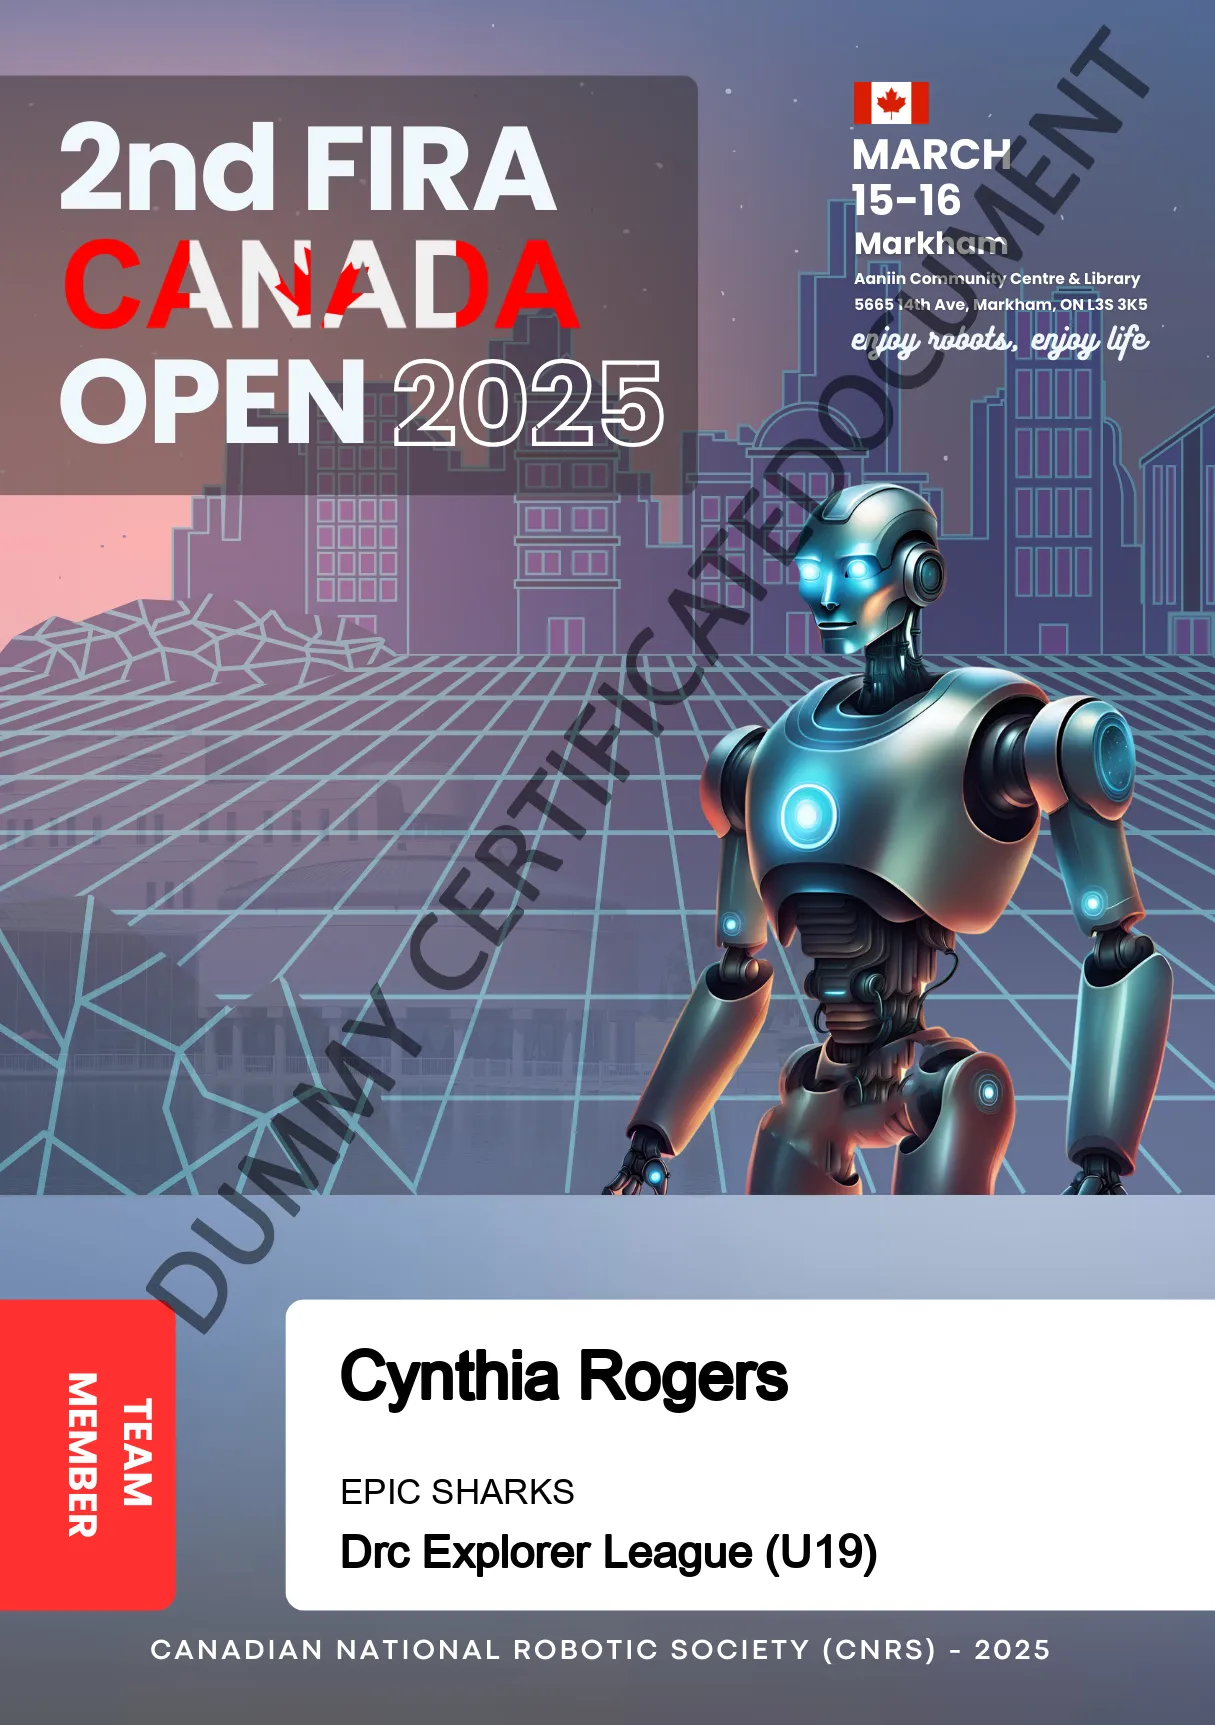 2nd FIRA
CANADA
OPEN 2025
MARCH
15-16
Markham
Aaniin Community Centre & Library
5665 14th Ave, Markham, ON L3S 3K5
enjoy robots, enjoy life
DUMMY CERTIFICATEDOCUMENT
TEAM
MEMBER
Cynthia Rogers
EPIC SHARKS
Drc Explorer League (U19)
CANADIAN NATIONAL ROBOTIC SOCIETY (CNRS) - 2025